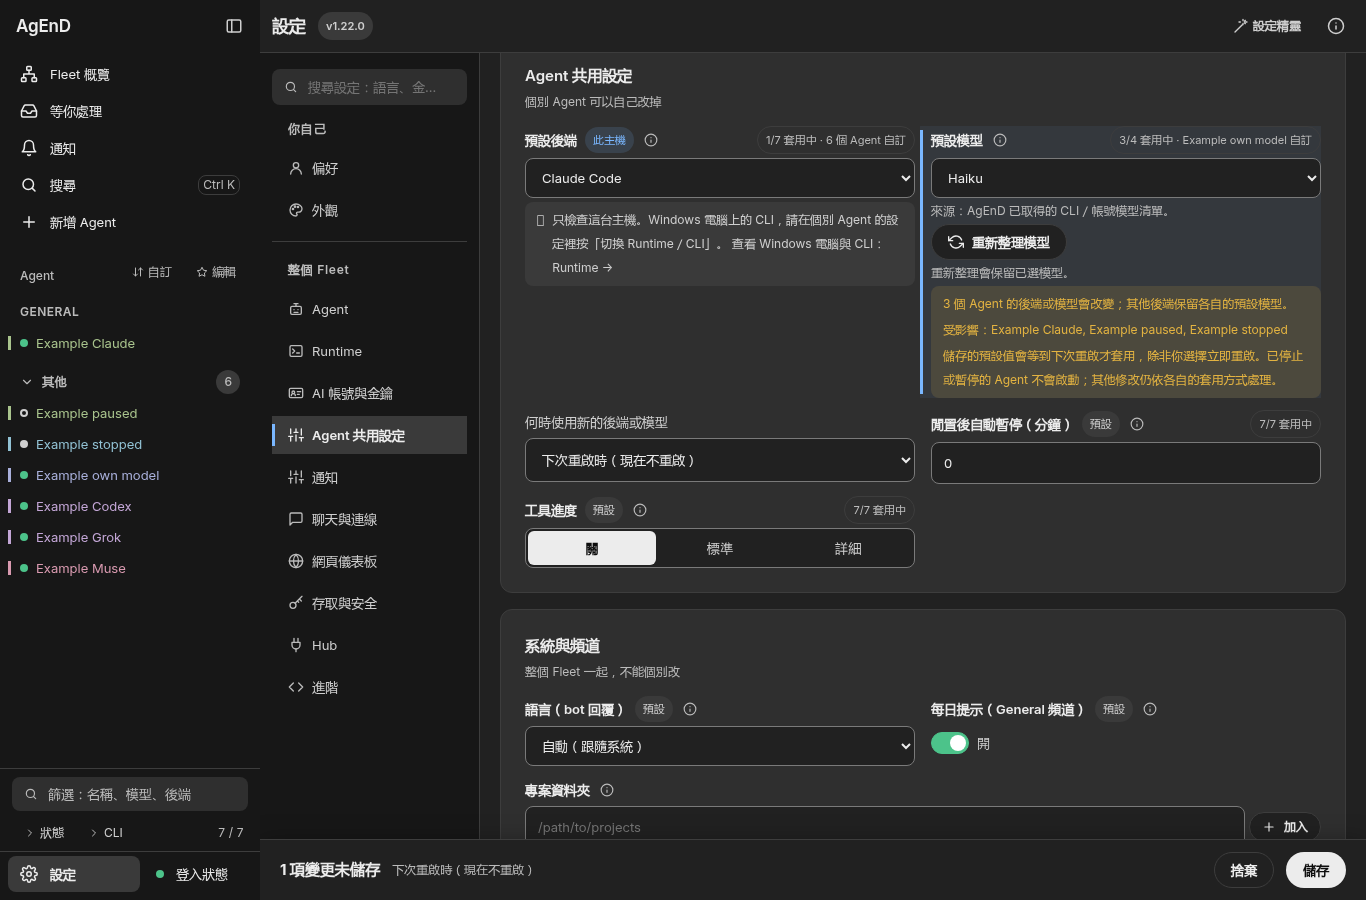 AgEnD
Fleet 概覽
等你處理
通知
搜尋
Ctrl K
新增 Agent
Agent
自訂
編輯
GENERAL
Example Claude
其他
6
Example paused
Example stopped
Example own model
Example Codex
Example Grok
Example Muse
篩選：名稱、模型、後端
狀態
CLI
7 / 7
設定
登入狀態
設定
v1.22.0
設定精靈
搜尋設定：語言、金...
你自己
偏好
外觀
整個 Fleet
Agent
Runtime
AI 帳號與金鑰
Agent 共用設定
通知
聊天與連線
網頁儀表板
存取與安全
Hub
進階
Agent 共用設定
個別 Agent 可以自己改掉
預設後端
此主機
1/7 套用中 · 6 個 Agent 自訂
Claude Code
只檢查這台主機。Windows 電腦上的 CLI，請在個別 Agent 的設
定裡按「切換 Runtime / CLI」。 查看 Windows 電腦與 CLI：
Runtime →
預設模型
3/4 套用中 · Example own model 自訂
Haiku
來源：AgEnD 已取得的 CLI / 帳號模型清單。
重新整理模型
重新整理會保留已選模型。
3 個 Agent 的後端或模型會改變；其他後端保留各自的預設模型。
受影響：Example Claude, Example paused, Example stopped
儲存的預設值會等到下次重啟才套用，除非你選擇立即重啟。已停止
或暫停的 Agent 不會啟動；其他修改仍依各自的套用方式處理。
何時使用新的後端或模型
下次重啟時（現在不重啟）
閒置後自動暫停（分鐘）
預設
7/7 套用中
0
工具進度
預設
7/7 套用中
關
標準
詳細
系統與頻道
整個 Fleet 一起，不能個別改
語言（bot 回覆）
預設
自動（跟隨系統）
每日提示（General 頻道）
預設
開
專案資料夾
/path/to/projects
加入
1 項變更未儲存
下次重啟時（現在不重啟）
捨棄
儲存